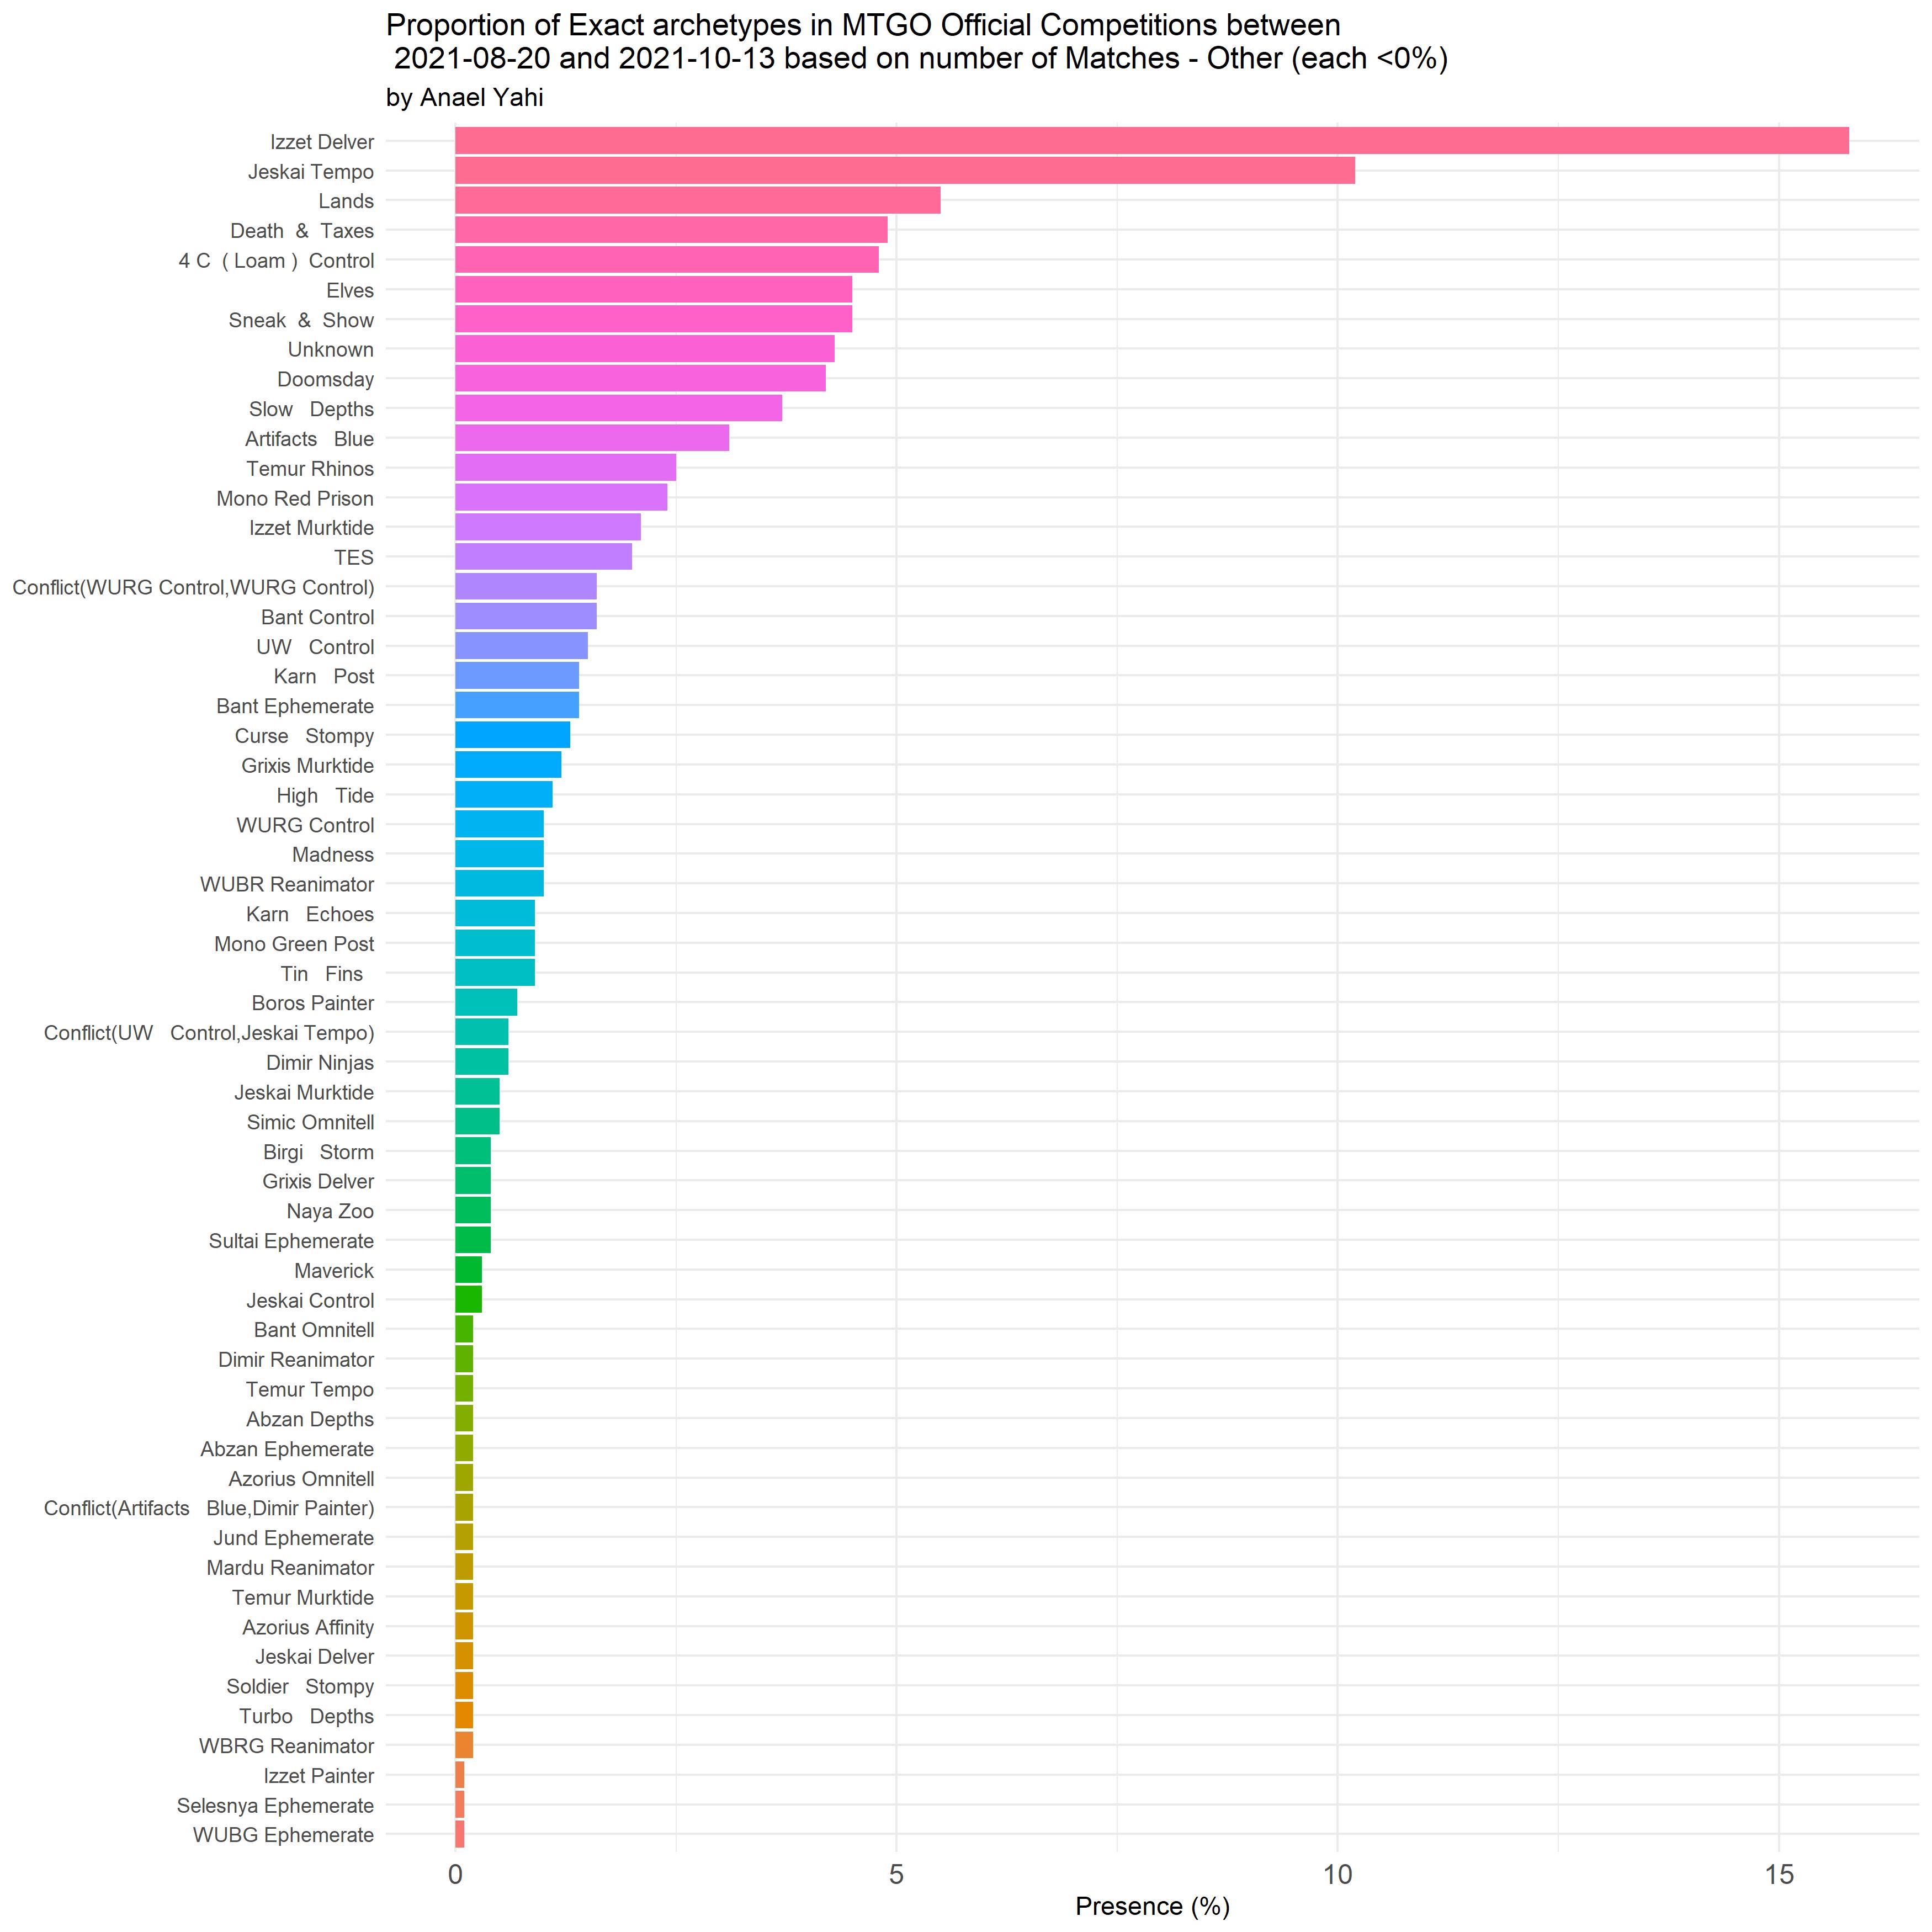 Proportion of Exact archetypes in MTGO Official Competitions between
2021-08-20 and 2021-10-13 based on number of Matches - Other (each <0%)
by Anael Yahi
Izzet Delver
Jeskai Tempo
Lands
Death & Taxes
4 C ( Loam ) Control
Elves
Sneak & Show
Unknown
Doomsday
Slow Depths
Artifacts Blue
Temur Rhinos
Mono Red Prison
Izzet Murktide
TES
Conflict(WURG Control,WURG Control)
Bant Control
UW Control
Karn Post
Bant Ephemerate
Curse Stompy
Grixis Murktide
High Tide
WURG Control
Madness
WUBR Reanimator
Karn Echoes
Mono Green Post
Tin Fins
Boros Painter
Conflict(UW Control,Jeskai Tempo)
Dimir Ninjas
Jeskai Murktide
Simic Omnitell
Birgi Storm
Grixis Delver
Naya Zoo
Sultai Ephemerate
Maverick
Jeskai Control
Bant Omnitell
Dimir Reanimator
Temur Tempo
Abzan Depths
Abzan Ephemerate
Azorius Omnitell
Conflict(Artifacts Blue,Dimir Painter)
Jund Ephemerate
Mardu Reanimator
Temur Murktide
Azorius Affinity
Jeskai Delver
Soldier Stompy
Turbo Depths
WBRG Reanimator
Izzet Painter
Selesnya Ephemerate
WUBG Ephemerate
0 5 10 15
Presence (%)